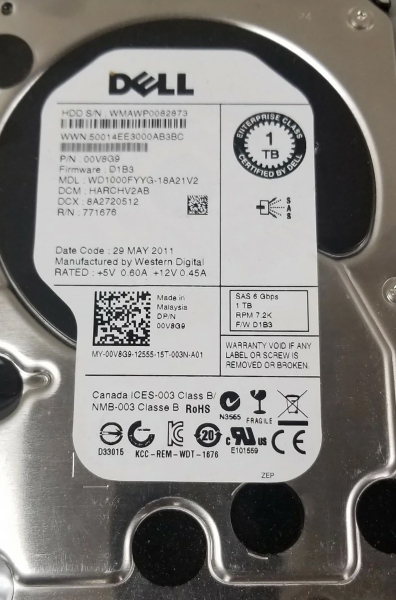 DELL
HDD S/N : WMAWP0062873
WWN:50014EE3000AB3BC
P/N: 00V8G9
Firmware : D1B3
MDL : WD1000FYYG-18A21V2
DCM: HARCHV2AB
DCX : 8A2720512
R/N : 771676
ENTERPRISE CLASS
1
TB
CERTIFIED BY DELL
SAS
Date Code : 29 MAY 2011
Manufactured by Western Digital
RATED : +5V 0.60A +12V 0.45A
Made in
Malaysia
DP/N
00V8G9
SAS 6 Gbps
1 TB
RPM 7.2K
F/W D1B3
MY-00V8G9-12555-15T-003N-A01
WARRANTY VOID IF ANY
LABEL OR SCREW IS
REMOVED OR BROKEN.
Canada ICES-003 Class B/
NMB-003 Classe B RoHS
N3565
FRAGILE
20
c UL us
CE
D33015
KCC-REM-WDT-1676
E101559
ZEP